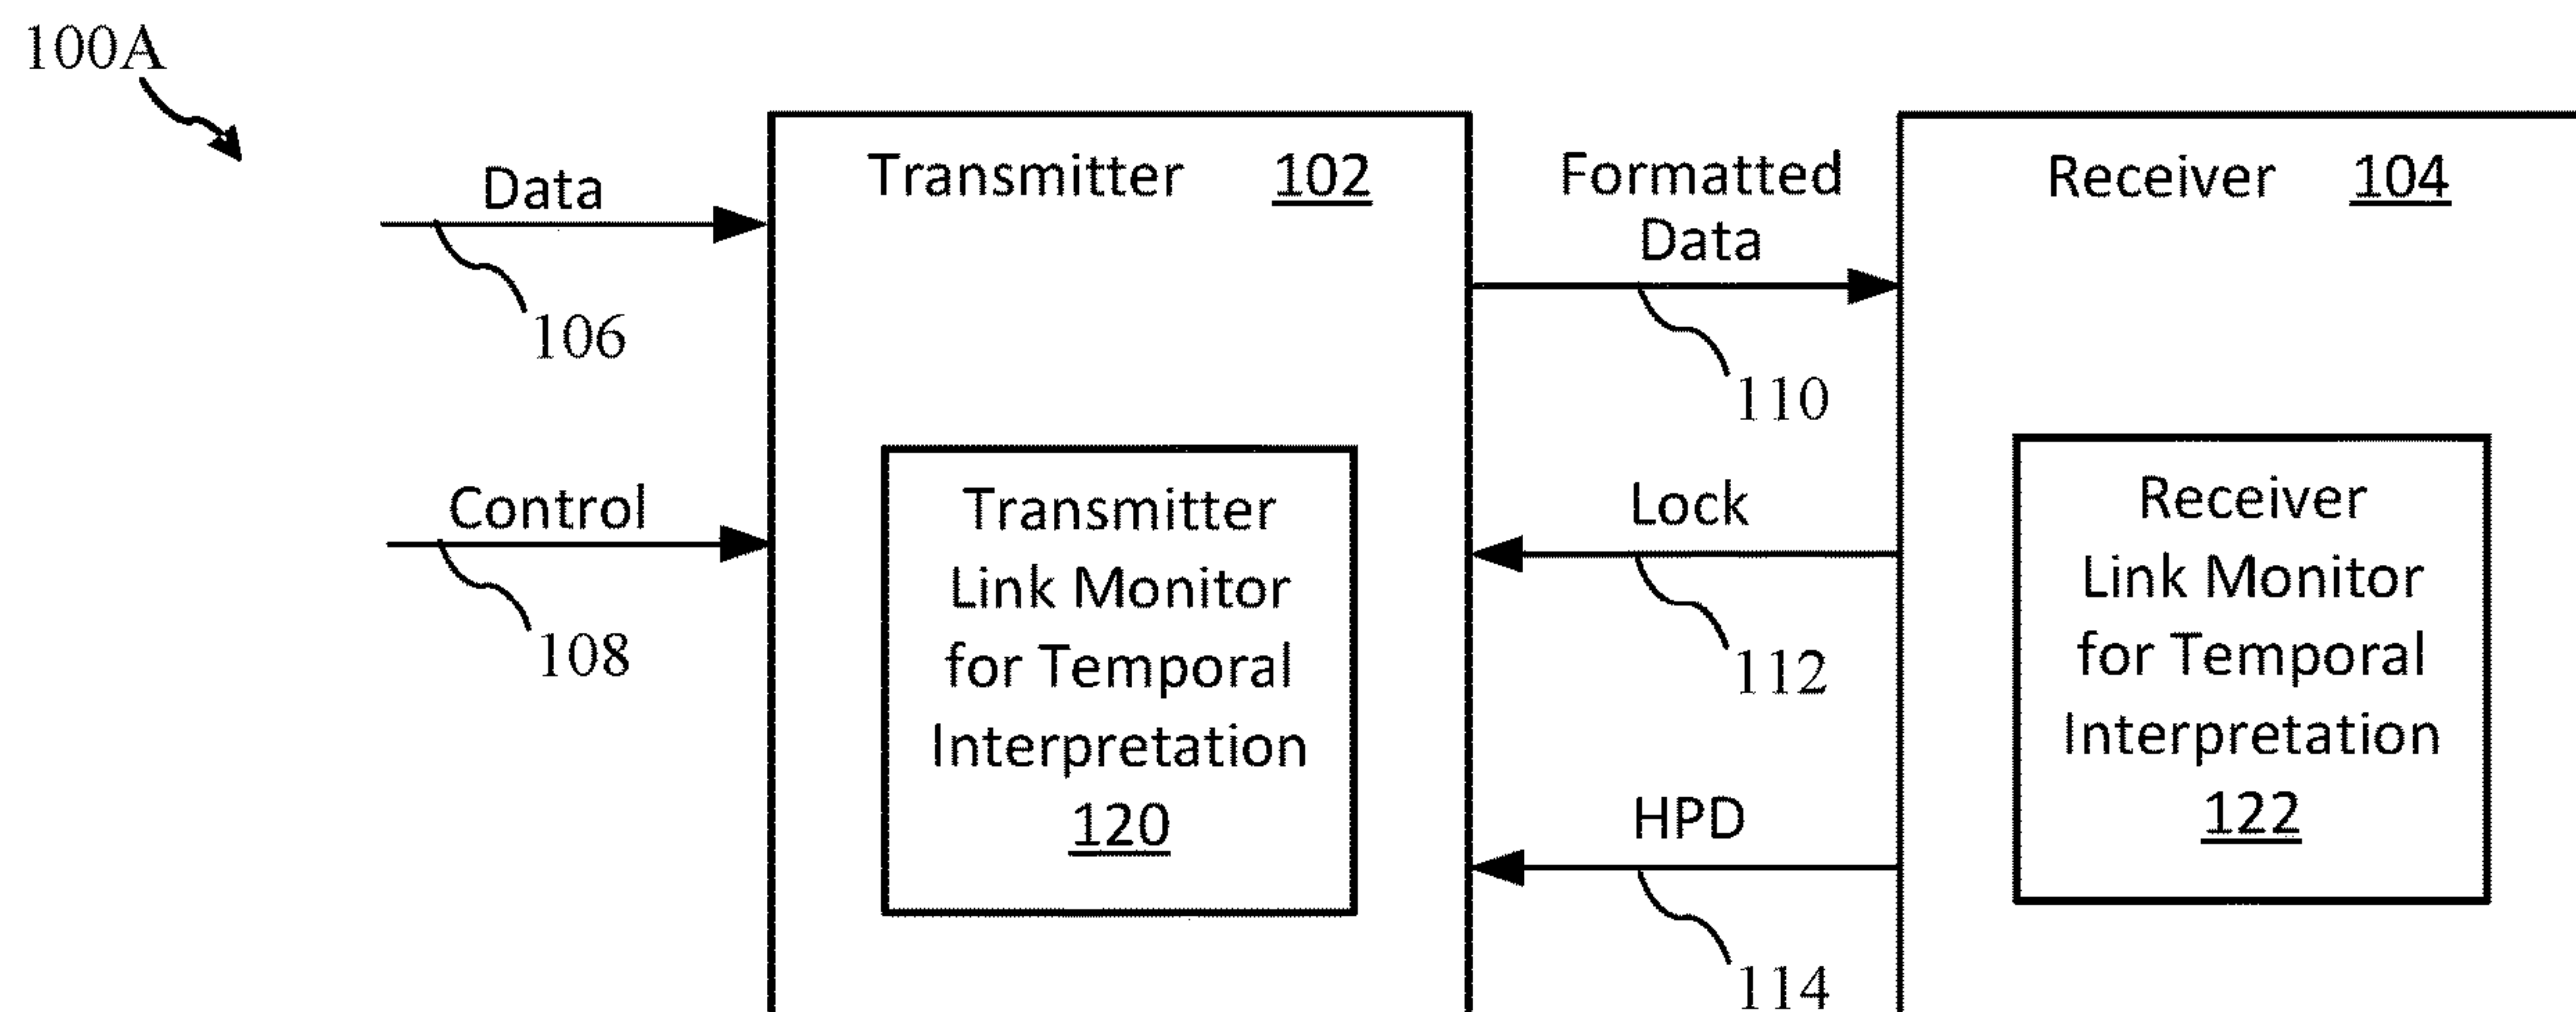 100A
Data
106
Control
108
Transmitter 102
Transmitter
Link Monitor
for Temporal
Interpretation
120
Formatted
Data
110
Lock
112
HPD
114
Receiver 104
Receiver
Link Monitor
for Temporal
Interpretation
122